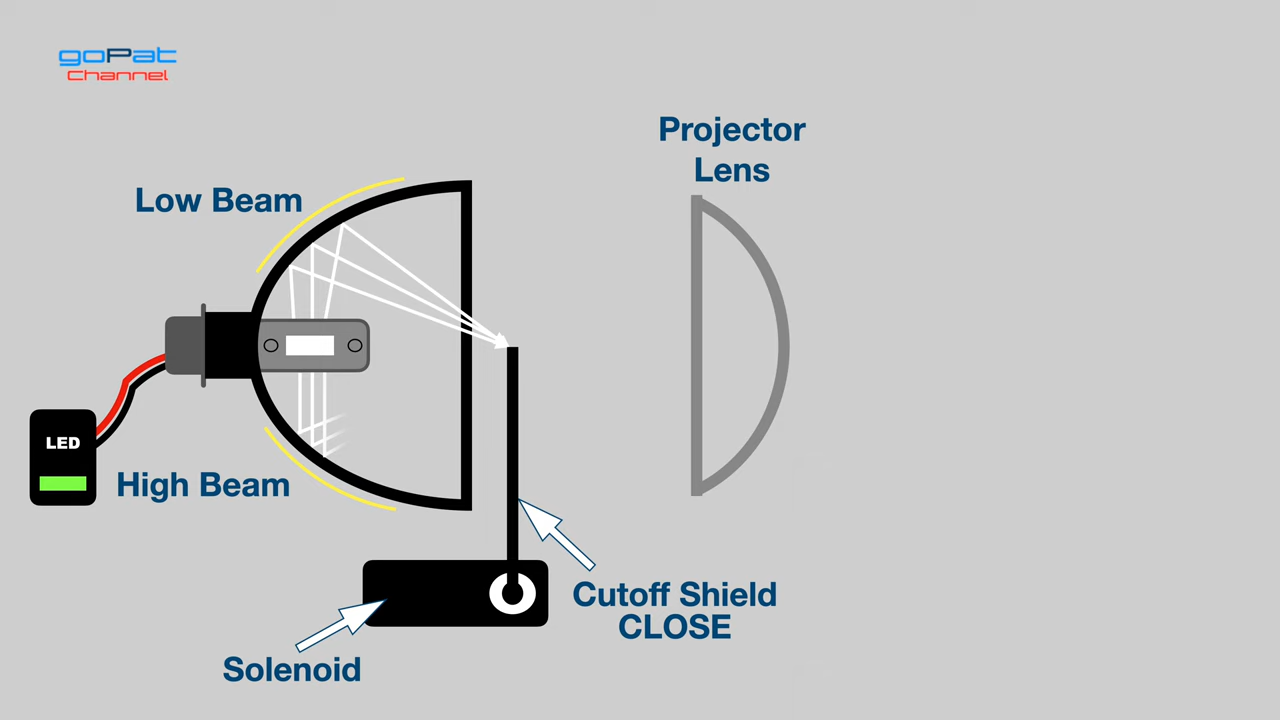 goPat
Channel
Projector
Lens
Low Beam
LED
High Beam
Cutoff Shield
CLOSE
Solenoid